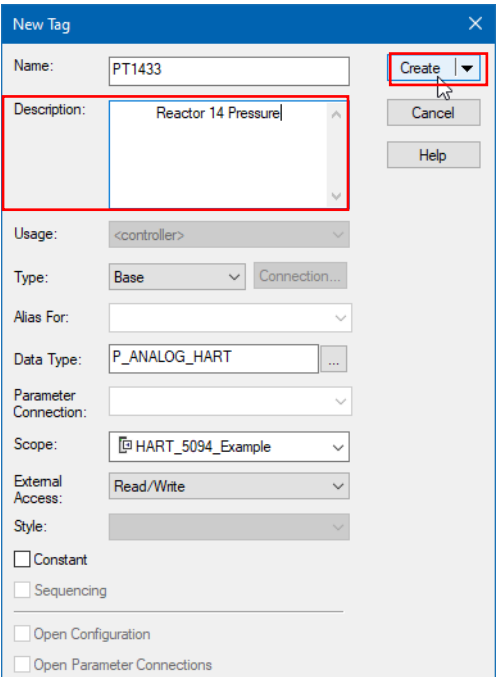 New Tag
Name: PT1433 Create
Description: Reactor 14 Pressure Cancel
Help
Usage: <controller>
Type: Base Connection...
Alias For:
Data Type: P_ANALOG_HART ...
Parameter
Connection:
Scope: HART_5094_Example
External
Access: Read/Write
Style:
Constant
Sequencing
Open Configuration
Open Parameter Connections